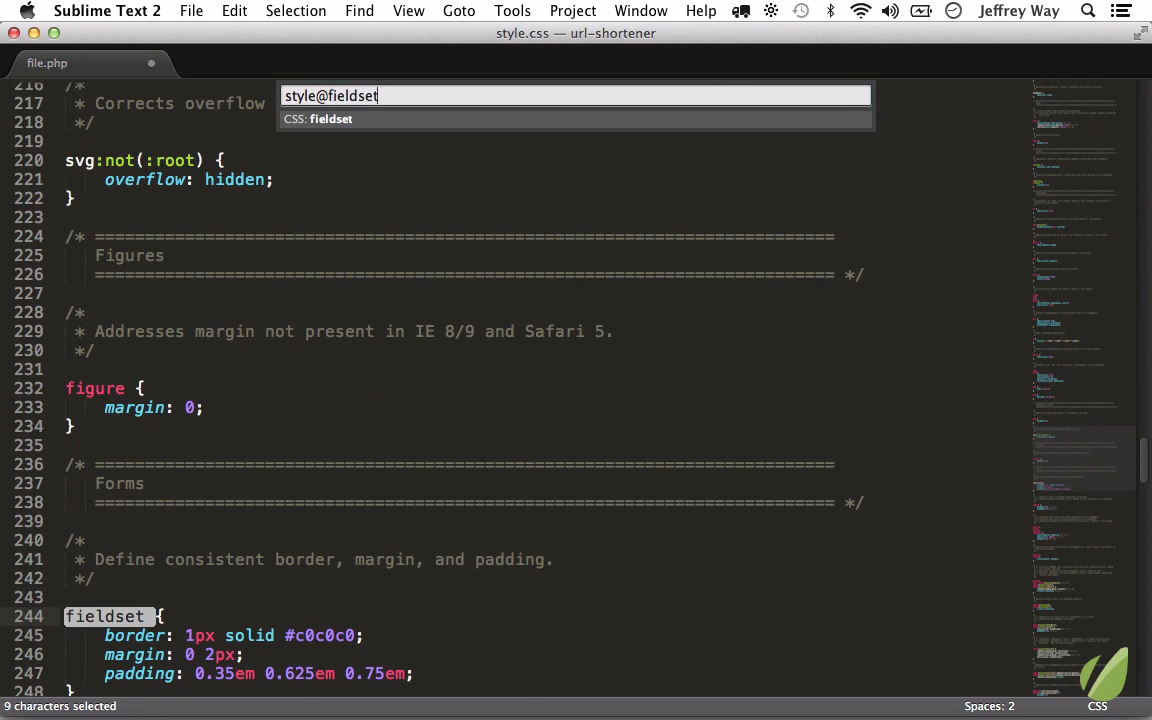 Sublime Text 2 File Edit Selection Find View Goto Tools Project Window Help Jeffrey Way
style.css — url-shortener
file.php
style@fieldset
CSS: fieldset
216 /*
217 * Corrects overflow
218 */
219
220 svg:not(:root) {
221 overflow: hidden;
222 }
223
224 /* ==========================================================================
225 Figures
226 ========================================================================== */
227
228 /*
229 * Addresses margin not present in IE 8/9 and Safari 5.
230 */
231
232 figure {
233 margin: 0;
234 }
235
236 /* ==========================================================================
237 Forms
238 ========================================================================== */
239
240 /*
241 * Define consistent border, margin, and padding.
242 */
243
244 fieldset {
245 border: 1px solid #c0c0c0;
246 margin: 0 2px;
247 padding: 0.35em 0.625em 0.75em;
248 }
9 characters selected Spaces: 2 CSS